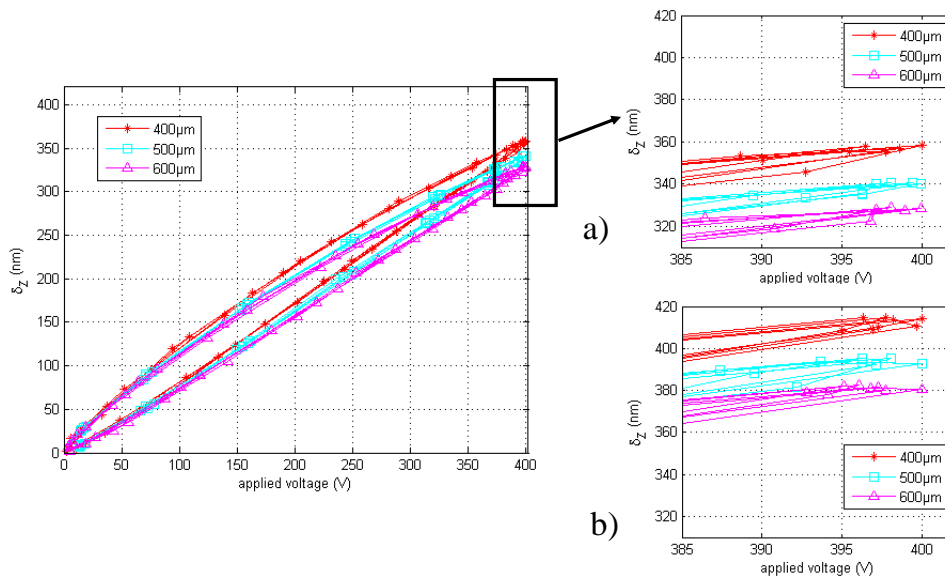 400
350
300
250
200
150
100
50
0
δZ (nm)
0 50 100 150 200 250 300 350 400
applied voltage (V)
400µm
500µm
600µm
a)
420
400
380
360
340
320
δZ (nm)
385 390 395 400
applied voltage (V)
400µm
500µm
600µm
b)
420
400
380
360
340
320
δZ (nm)
385 390 395 400
applied voltage (V)
400µm
500µm
600µm